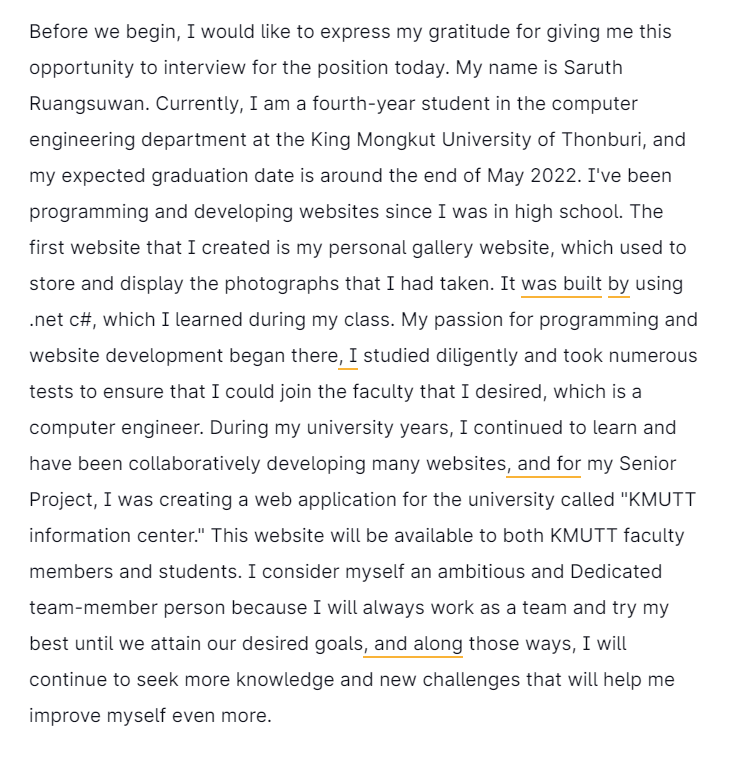 Before we begin, I would like to express my gratitude for giving me this
opportunity to interview for the position today. My name is Saruth
Ruangsuwan. Currently, I am a fourth-year student in the computer
engineering department at the King Mongkut University of Thonburi, and
my expected graduation date is around the end of May 2022. I've been
programming and developing websites since I was in high school. The
first website that I created is my personal gallery website, which used to
store and display the photographs that I had taken. It was built by using
.net c#, which I learned during my class. My passion for programming and
website development began there, I studied diligently and took numerous
tests to ensure that I could join the faculty that I desired, which is a
computer engineer. During my university years, I continued to learn and
have been collaboratively developing many websites, and for my Senior
Project, I was creating a web application for the university called "KMUTT
information center." This website will be available to both KMUTT faculty
members and students. I consider myself an ambitious and Dedicated
team-member person because I will always work as a team and try my
best until we attain our desired goals, and along those ways, I will
continue to seek more knowledge and new challenges that will help me
improve myself even more.